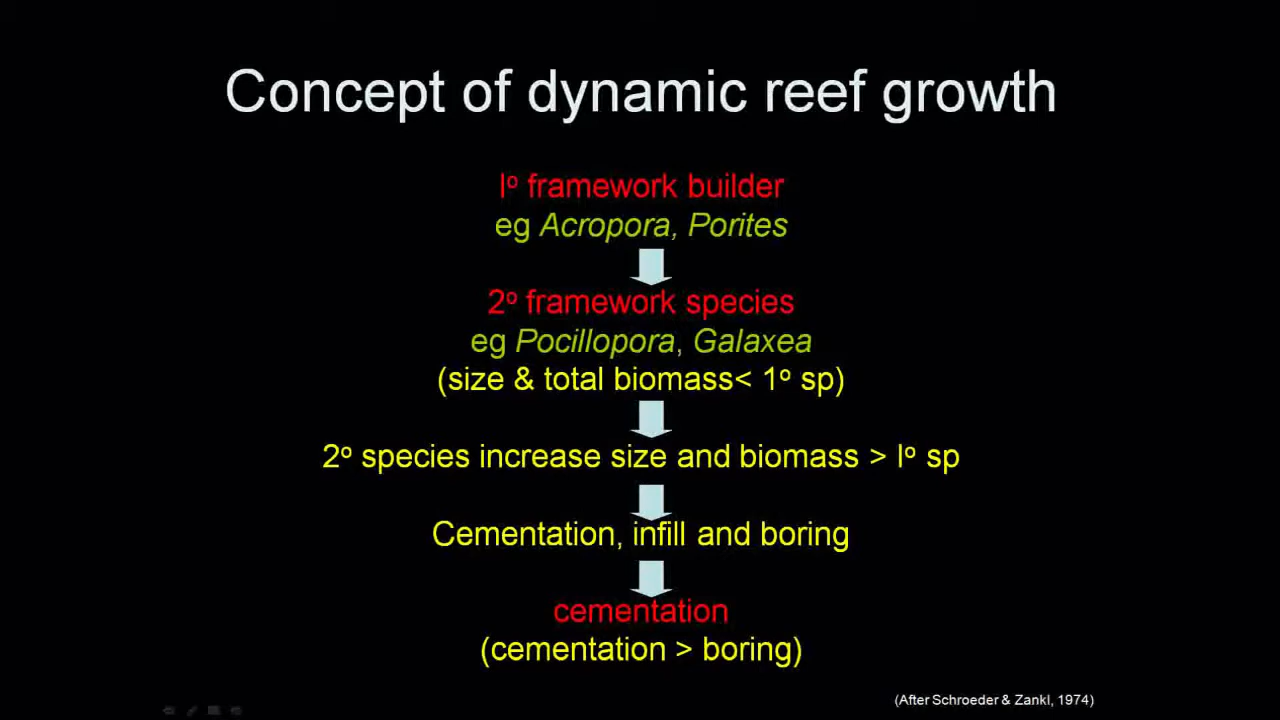 Concept of dynamic reef growth
Iº framework builder
eg Acropora, Porites
2º framework species
eg Pocillopora, Galaxea
(size & total biomass< 1º sp)
2º species increase size and biomass > Iº sp
Cementation, infill and boring
cementation
(cementation > boring)
(After Schroeder & Zankl, 1974)